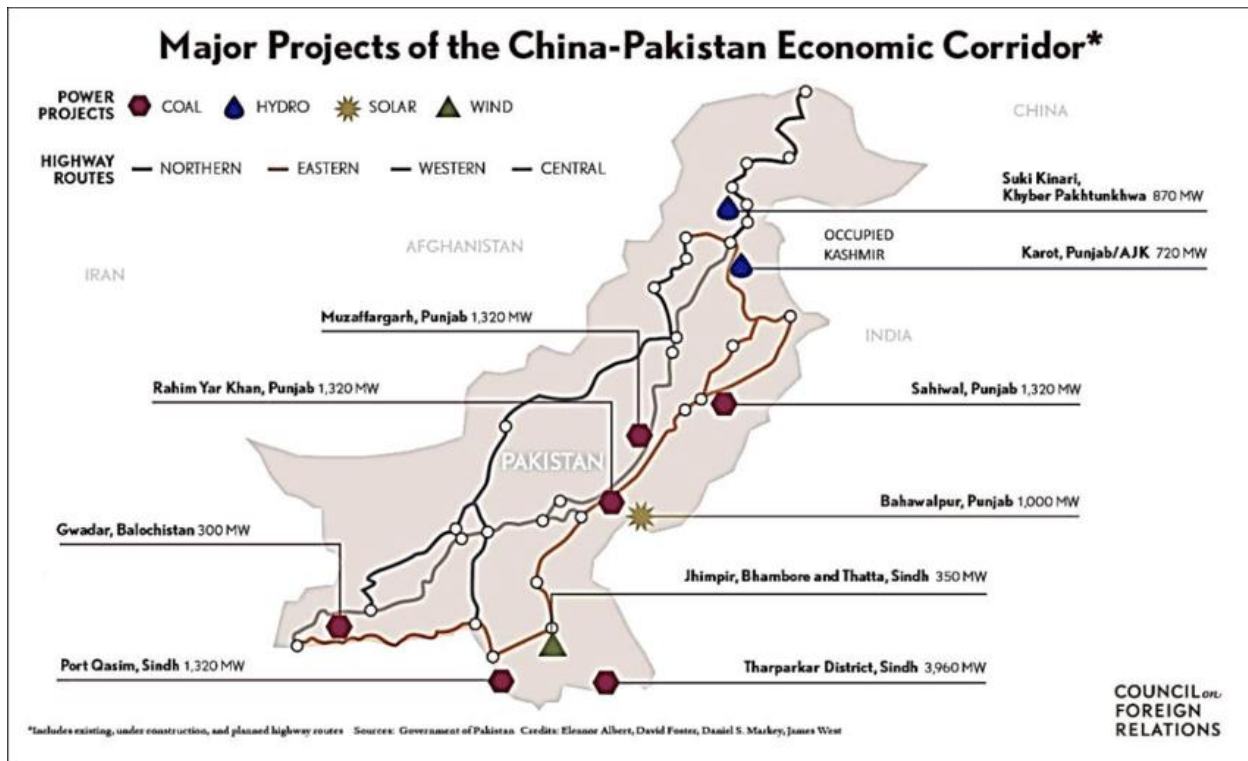 Major Projects of the China-Pakistan Economic Corridor*
POWER
PROJECTS
COAL
HYDRO
SOLAR
WIND
HIGHWAY
ROUTES
NORTHERN
EASTERN
WESTERN
CENTRAL
CHINA
Suki Kinari,
Khyber Pakhtunkhwa 870 MW
AFGHANISTAN
OCCUPIED
KASHMIR
Karot, Punjab/AJK 720 MW
IRAN
Muzaffargarh, Punjab 1,320 MW
INDIA
Rahim Yar Khan, Punjab 1,320 MW
Sahiwal, Punjab 1,320 MW
PAKISTAN
Bahawalpur, Punjab 1,000 MW
Gwadar, Balochistan 300 MW
Jhimpir, Bhambore and Thatta, Sindh 350 MW
Port Qasim, Sindh 1,320 MW
Tharparkar District, Sindh 3,960 MW
COUNCIL on
FOREIGN
RELATIONS
*Includes existing, under construction, and planned highway routes Sources: Government of Pakistan Credits: Eleanor Albert, David Foster, Daniel S. Markey, James West